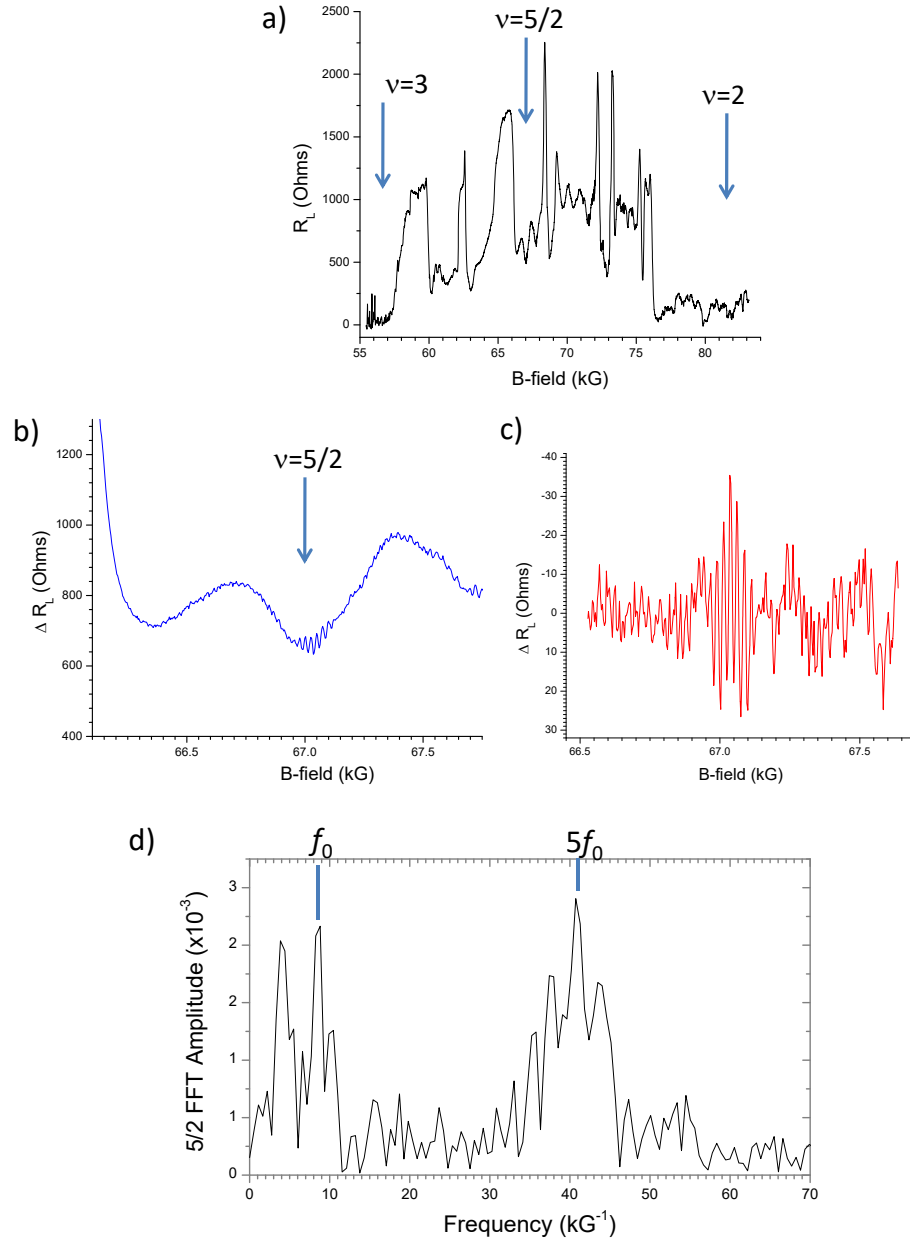 a)
ν=3
ν=5/2
ν=2
2500
2000
1500
1000
500
0
R_L (Ohms)
55 60 65 70 75 80
B-field (kG)
b)
ν=5/2
1200
1000
800
600
400
Δ R_L (Ohms)
66.5 67.0 67.5
B-field (kG)
c)
-40
-30
-20
-10
0
10
20
30
Δ R_L (Ohms)
66.5 67.0 67.5
B-field (kG)
d)
f₀ 5f₀
3
2
2
1
1
0
5/2 FFT Amplitude (x10⁻³)
0 10 20 30 40 50 60 70
Frequency (kG⁻¹)